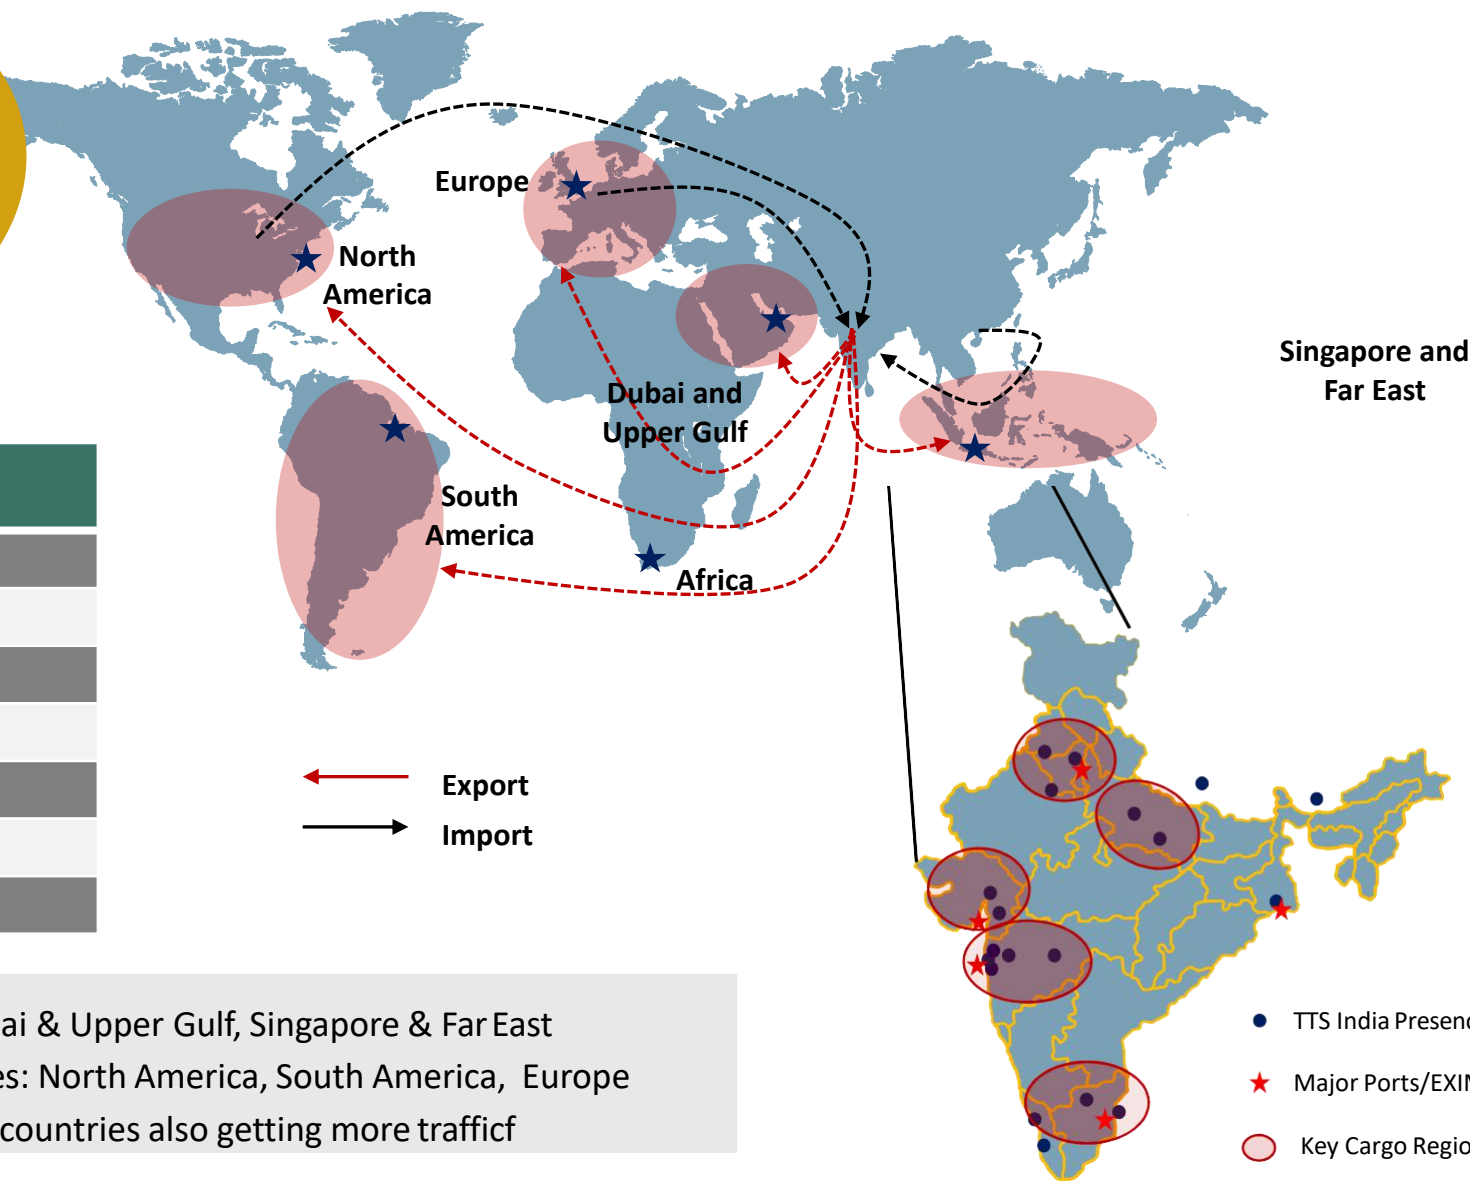 Europe
North
America
Singapore and
Far East
Dubai and
Upper Gulf
South
America
Africa
Export
Import
ai & Upper Gulf, Singapore & Far East
es: North America, South America, Europe
countries also getting more trafficf
TTS India Presenc
Major Ports/EXIN
Key Cargo Regio